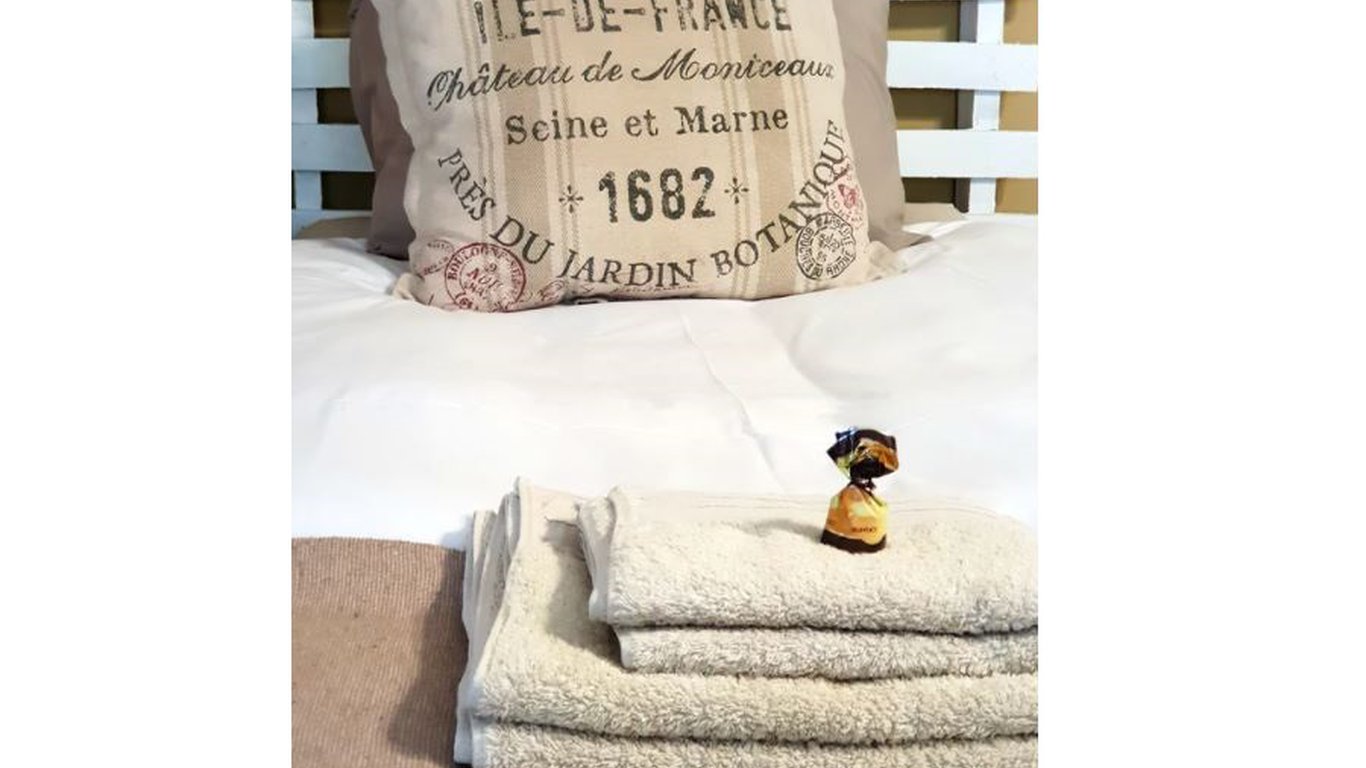 ILE-DE-FRANCE
Château de Moniceaux
Seine et Marne
1682
PRÈS DU JARDIN BOTANIQUE